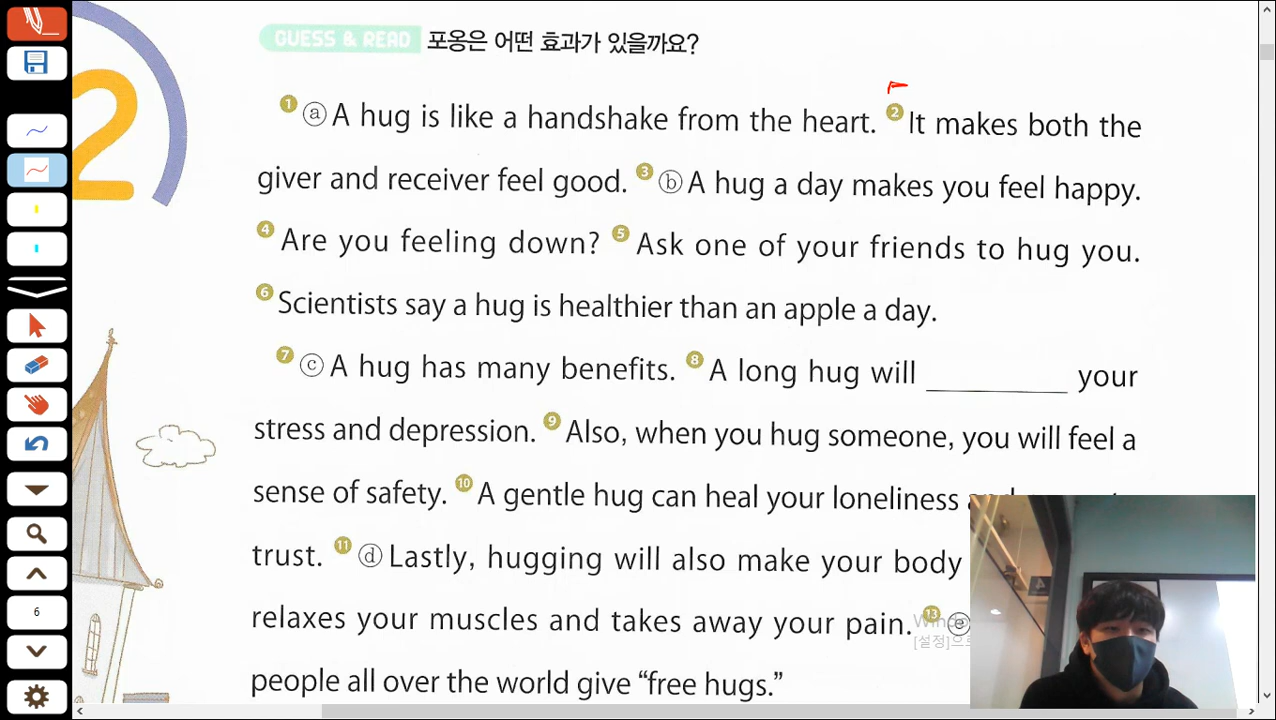 2
GUESS & READ 포옹은 어떤 효과가 있을까요?
1 ⓐ A hug is like a handshake from the heart. 2 It makes both the
giver and receiver feel good. 3 ⓑ A hug a day makes you feel happy.
4 Are you feeling down? 5 Ask one of your friends to hug you.
6 Scientists say a hug is healthier than an apple a day.
7 ⓒ A hug has many benefits. 8 A long hug will __________ your
stress and depression. 9 Also, when you hug someone, you will feel a
sense of safety. 10 A gentle hug can heal your loneliness
trust. 11 ⓓ Lastly, hugging will also make your body
relaxes your muscles and takes away your pain. 13 ⓔ
people all over the world give “free hugs.”
[설정]으로
6